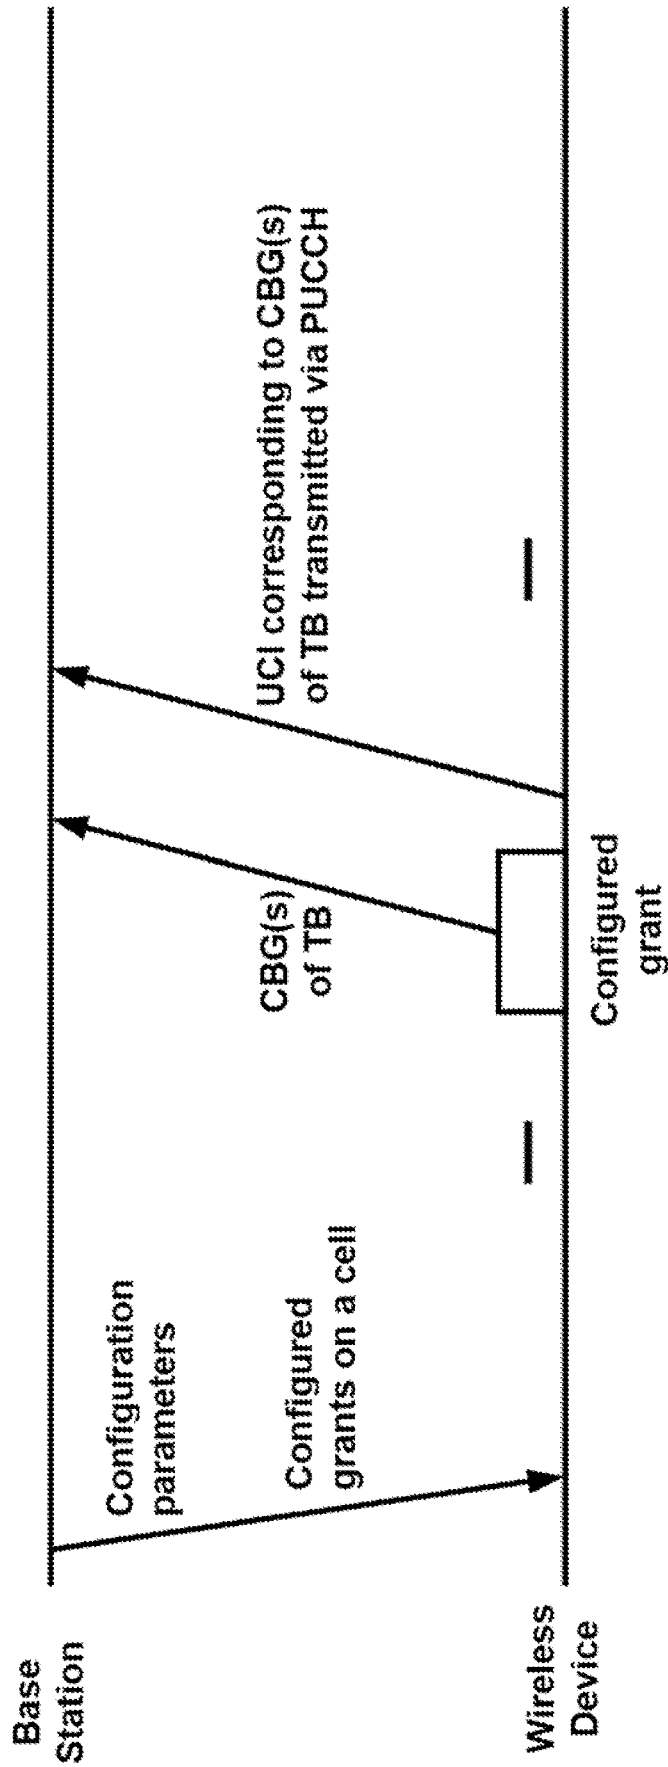 Base
Station
Configuration
parameters
Configured
grants on a cell
CBG(s)
of TB
UCI corresponding to CBG(s)
of TB transmitted via PUCCH
Wireless
Device
Configured
grant